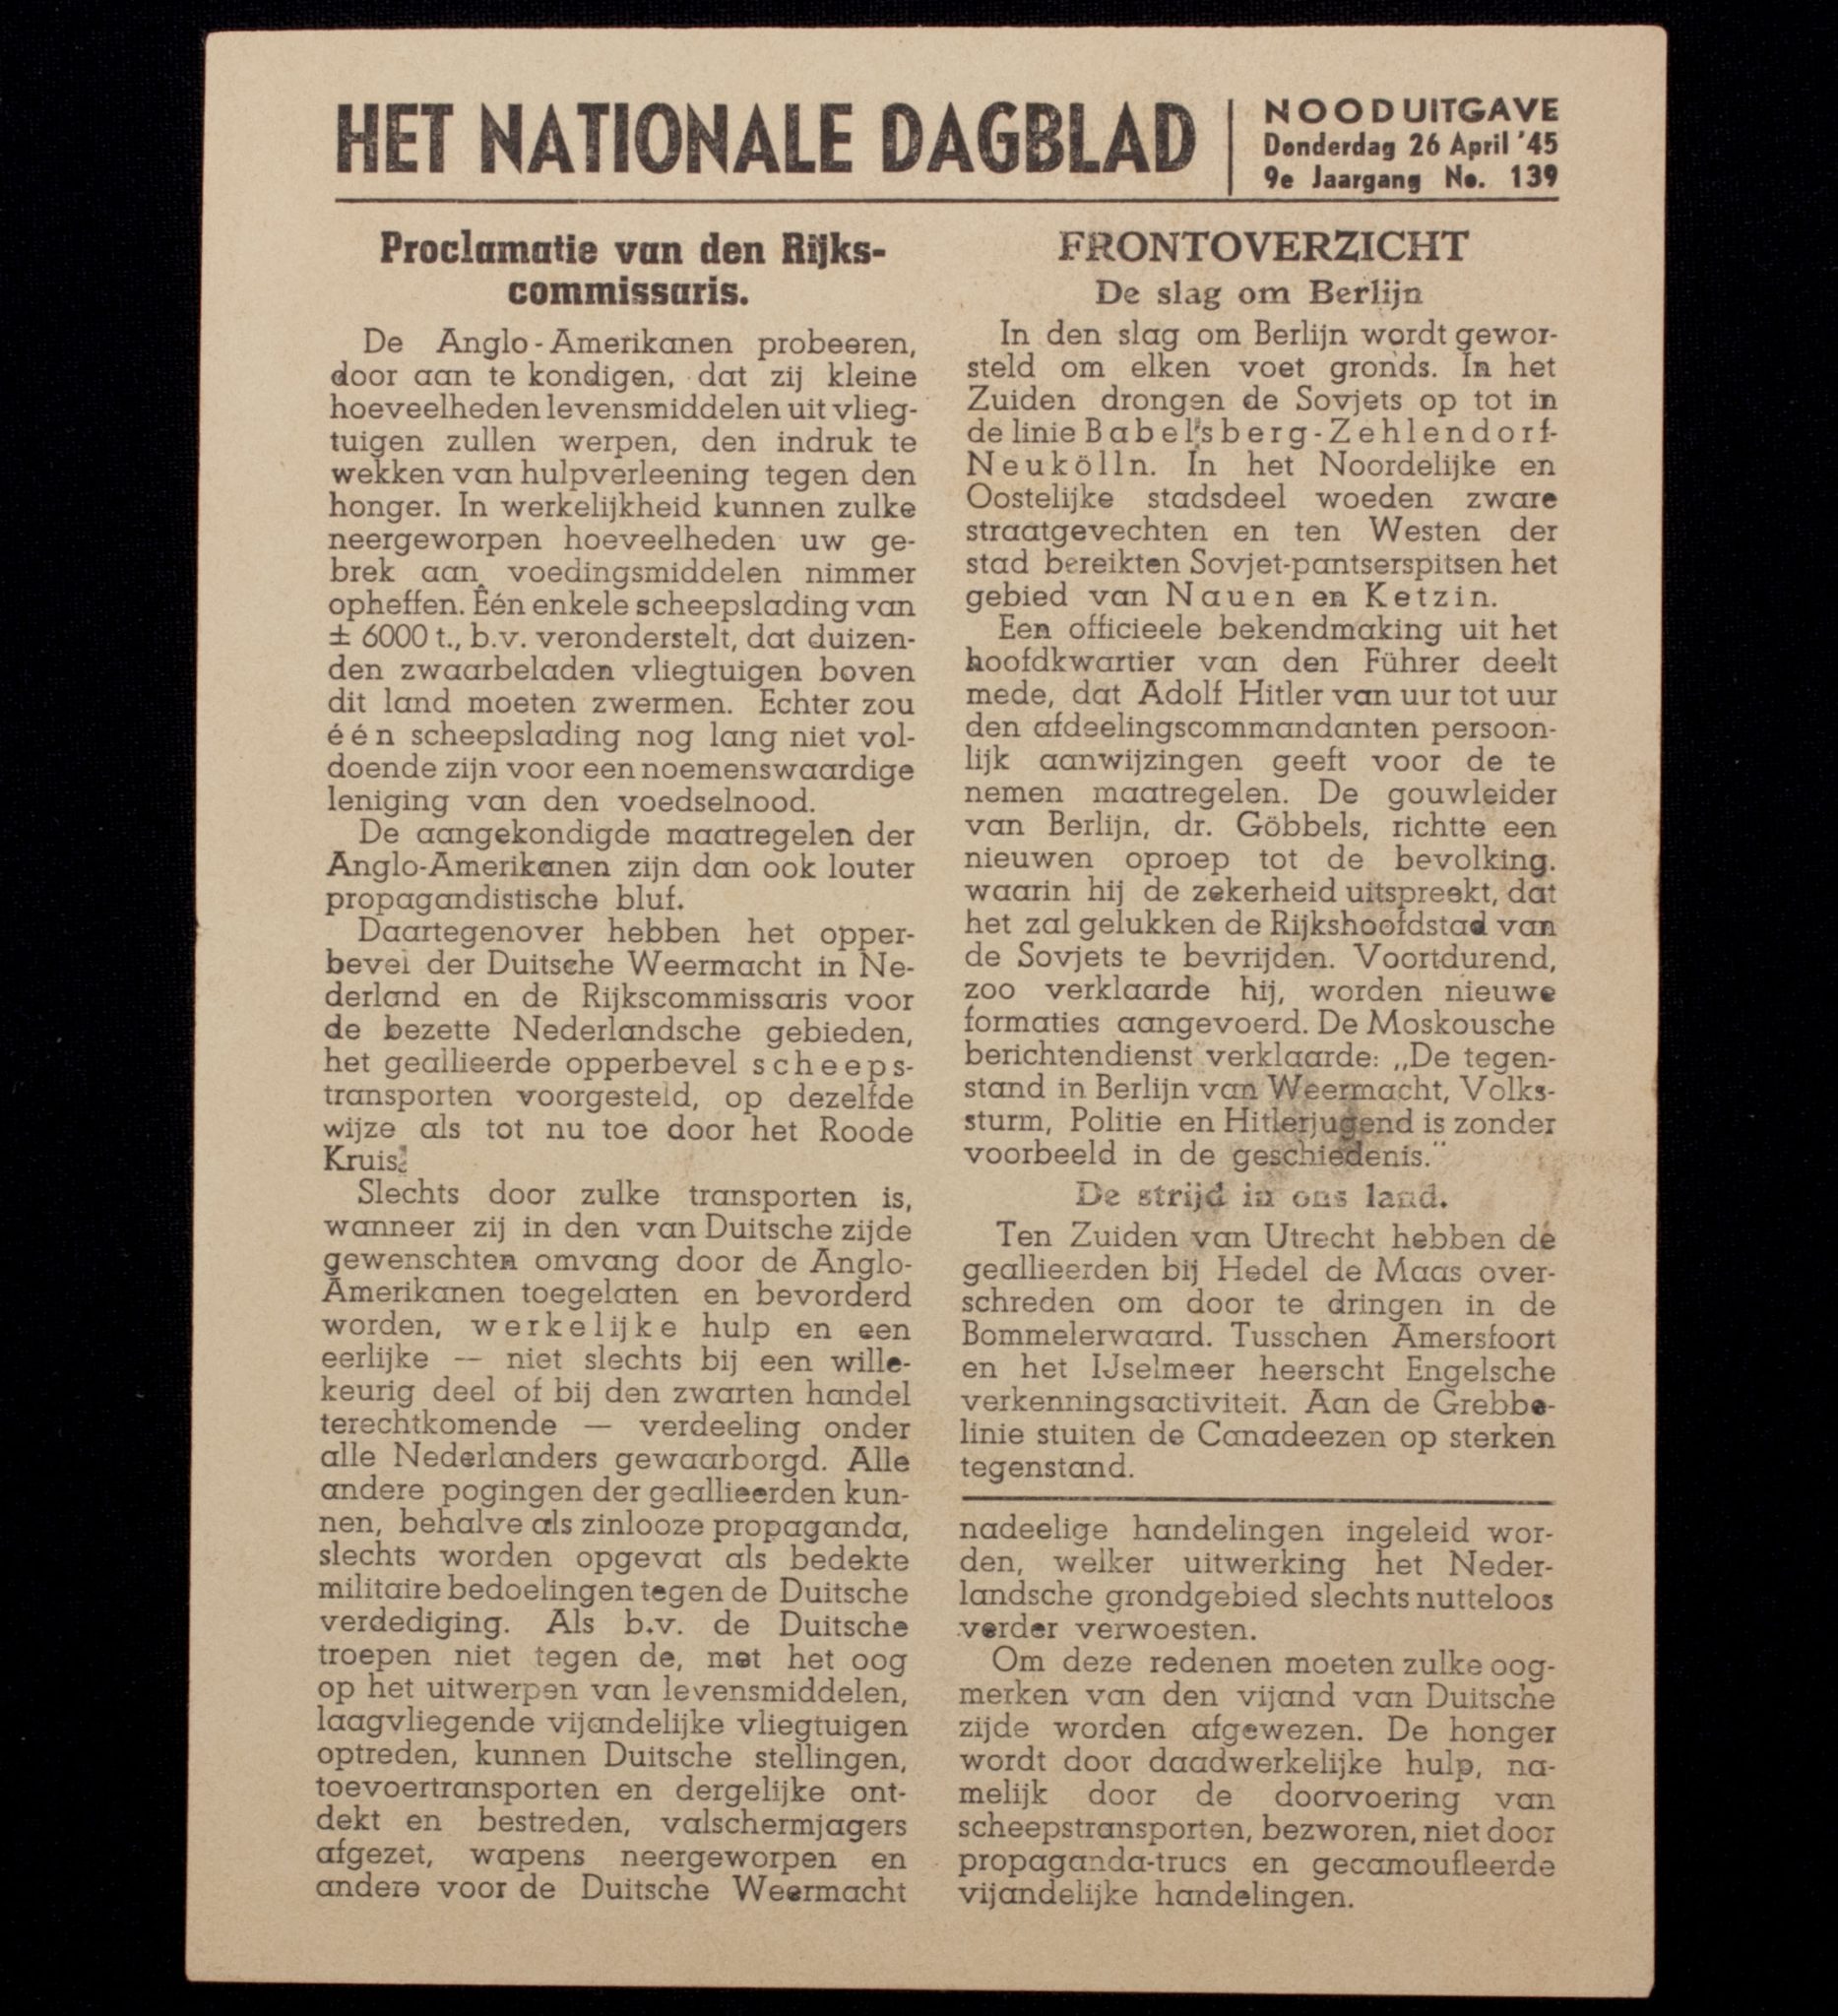 HET NATIONALE DAGBLAD
NOODUITGAVE
Donderdag 26 April '45
9e Jaargang No. 139
Proclamatie van den Rijks-
commissaris.
De Anglo-Amerikanen probeeren,
door aan te kondigen, dat zij kleine
hoeveelheden levensmiddelen uit vlieg-
tuigen zullen werpen, den indruk te
wekken van hulpverleening tegen den
honger. In werkelijkheid kunnen zulke
neergeworpen hoeveelheden uw ge-
brek aan voedingsmiddelen nimmer
opheffen. Één enkele scheepslading van
± 6000 t., b.v. veronderstelt, dat duizen-
den zwaarbeladen vliegtuigen boven
dit land moeten zwermen. Echter zou
één scheepslading nog lang niet vol-
doende zijn voor een noemenswaardige
leniging van den voedselnood.
De aangekondigde maatregelen der
Anglo-Amerikanen zijn dan ook louter
propagandistische bluf.
Daartegenover hebben het opper-
bevel der Duitsche Weermacht in Ne-
derland en de Rijkscommissaris voor
de bezette Nederlandsche gebieden,
het geallieerde opperbevel scheeps-
transporten voorgesteld, op dezelfde
wijze als tot nu toe door het Roode
Kruis.
Slechts door zulke transporten is,
wanneer zij in den van Duitsche zijde
gewenschten omvang door de Anglo-
Amerikanen toegelaten en bevorderd
worden, werkelijke hulp en een
eerlijke — niet slechts bij een wille-
keurig deel of bij den zwarten handel
terechtkomende — verdeeling onder
alle Nederlanders gewaarborgd. Alle
andere pogingen der geallieerden kun-
nen, behalve als zinlooze propaganda,
slechts worden opgevat als bedekte
militaire bedoelingen tegen de Duitsche
verdediging. Als b.v. de Duitsche
troepen niet tegen de, met het oog
op het uitwerpen van levensmiddelen,
laagvliegende vijandelijke vliegtuigen
optreden, kunnen Duitsche stellingen,
toevoertransporten en dergelijke ont-
dekt en bestreden, valschermjagers
afgezet, wapens neergeworpen en
andere voor de Duitsche Weermacht
FRONTOVERZICHT
De slag om Berlijn
In den slag om Berlijn wordt gewor-
steld om elken voet gronds. In het
Zuiden drongen de Sovjets op tot in
de linie Babelsberg-Zehlendorf-
Neukölln. In het Noordelijke en
Oostelijke stadsdeel woeden zware
straatgevechten en ten Westen der
stad bereikten Sovjet-pantserspitsen het
gebied van Nauen en Ketzin.
Een officieele bekendmaking uit het
hoofdkwartier van den Führer deelt
mede, dat Adolf Hitler van uur tot uur
den afdeelingscommandanten persoon-
lijk aanwijzingen geeft voor de te
nemen maatregelen. De gouwleider
van Berlijn, dr. Göbbels, richtte een
nieuwen oproep tot de bevolking.
waarin hij de zekerheid uitspreekt, dat
het zal gelukken de Rijkshoofdstad van
de Sovjets te bevrijden. Voortdurend,
zoo verklaarde hij, worden nieuwe
formaties aangevoerd. De Moskousche
berichtendienst verklaarde: „De tegen-
stand in Berlijn van Weermacht, Volks-
sturm, Politie en Hitlerjugend is zonder
voorbeeld in de geschiedenis.”
De strijd in ons land.
Ten Zuiden van Utrecht hebben de
geallieerden bij Hedel de Maas over-
schreden om door te dringen in de
Bommelerwaard. Tusschen Amersfoort
en het IJselmeer heerscht Engelsche
verkenningsactiviteit. Aan de Grebbe-
linie stuiten de Canadeezen op sterken
tegenstand.
nadeelige handelingen ingeleid wor-
den, welker uitwerking het Neder-
landsche grondgebied slechts nutteloos
verder verwoesten.
Om deze redenen moeten zulke oog-
merken van den vijand van Duitsche
zijde worden afgewezen. De honger
wordt door daadwerkelijke hulp, na-
melijk door de doorvoering van
scheepstransporten, bezworen, niet door
propaganda-trucs en gecamoufleerde
vijandelijke handelingen.